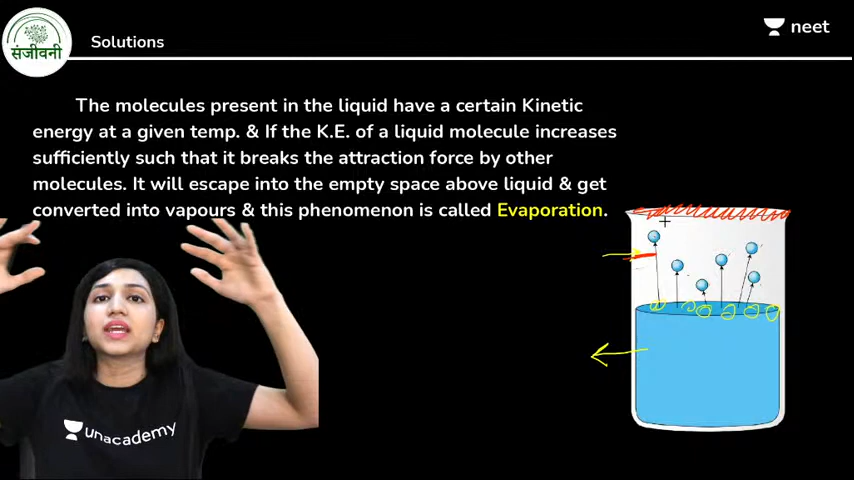 संजीवनी
Solutions
neet
The molecules present in the liquid have a certain Kinetic
energy at a given temp. & If the K.E. of a liquid molecule increases
sufficiently such that it breaks the attraction force by other
molecules. It will escape into the empty space above liquid & get
converted into vapours & this phenomenon is called Evaporation.
unacademy